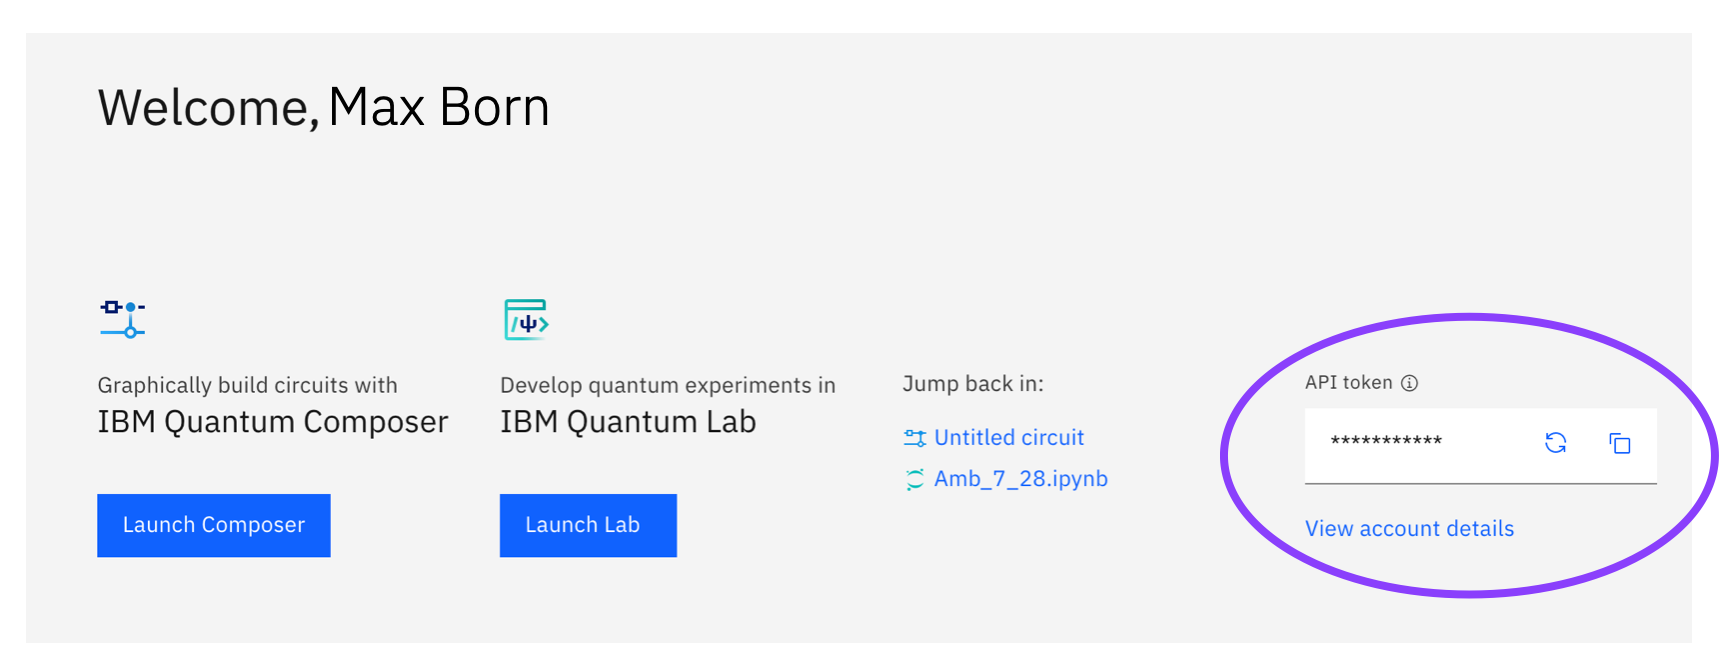 Welcome, Max Born
Graphically build circuits with
IBM Quantum Composer
Launch Composer
Develop quantum experiments in
IBM Quantum Lab
Launch Lab
Jump back in:
Untitled circuit
Amb_7_28.ipynb
API token
***********
View account details